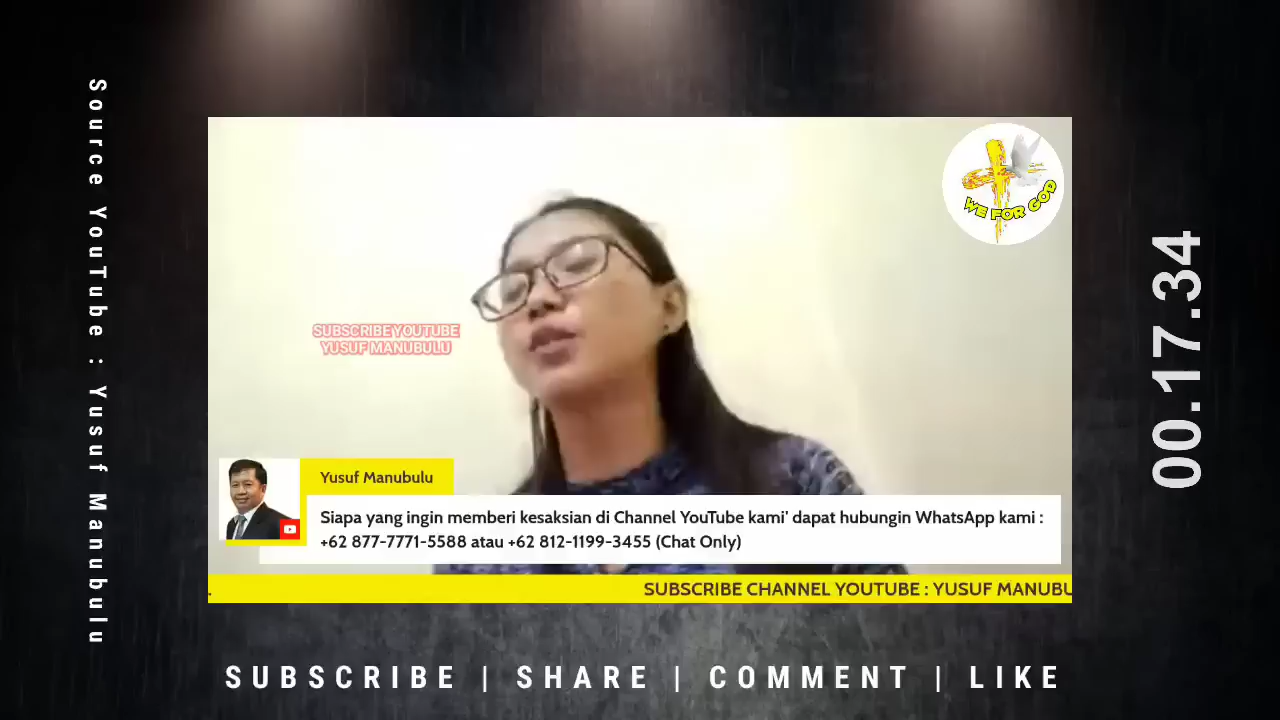 Source YouTube : Yusuf Manubulu
WE FOR GOD
SUBSCRIBE YOUTUBE
YUSUF MANUBULU
00.17.34
Yusuf Manubulu
Siapa yang ingin memberi kesaksian di Channel YouTube kami' dapat hubungin WhatsApp kami :
+62 877-7771-5588 atau +62 812-1199-3455 (Chat Only)
. SUBSCRIBE CHANNEL YOUTUBE : YUSUF MANUBU
SUBSCRIBE | SHARE | COMMENT | LIKE